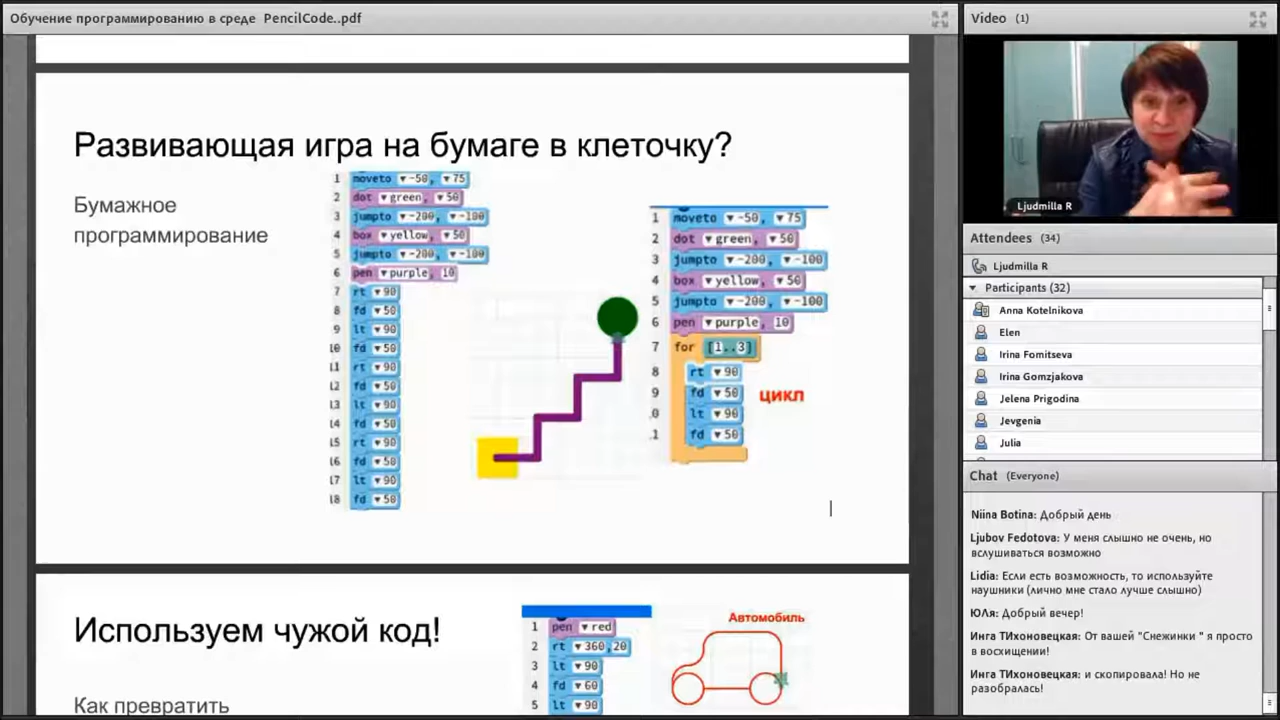 Обучение программированию в среде PencilCode..pdf
Развивающая игра на бумаге в клеточку?
Бумажное
программирование
1 moveto ▾-50, ▾75
2 dot ▾green, ▾50
3 jumpto ▾-200, ▾-100
4 box ▾yellow, ▾50
5 jumpto ▾-200, ▾-100
6 pen ▾purple, 10
7 rt ▾90
8 fd ▾50
9 lt ▾90
10 fd ▾50
11 rt ▾90
12 fd ▾50
13 lt ▾90
14 fd ▾50
15 rt ▾90
16 fd ▾50
17 lt ▾90
18 fd ▾50
1 moveto ▾-50, ▾75
2 dot ▾green, ▾50
3 jumpto ▾-200, ▾-100
4 box ▾yellow, ▾50
5 jumpto ▾-200, ▾-100
6 pen ▾purple, 10
7 for [1..3]
8 rt ▾90
9 fd ▾50
0 lt ▾90
1 fd ▾50
цикл
Используем чужой код!
Как превратить
1 pen ▾red
2 rt ▾360,20
3 lt ▾90
4 fd ▾60
5 lt ▾90
Автомобиль
Video (1)
Ljudmilla R
Attendees (34)
Ljudmilla R
Participants (32)
Anna Kotelnikova
Elen
Irina Fomitseva
Irina Gomzjakova
Jelena Prigodina
Jevgenia
Julia
Chat (Everyone)
Niina Botina: Добрый день
Ljubov Fedotova: У меня слышно не очень, но
вслушиваться возможно
Lidia: Если есть возможность, то используйте
наушники (лично мне стало лучше слышно)
ЮЛя: Добрый вечер!
Инга ТИхоновецкая: От вашей "Снежинки " я просто
в восхищении!
Инга ТИхоновецкая: и скопировала! Но не
разобралась!